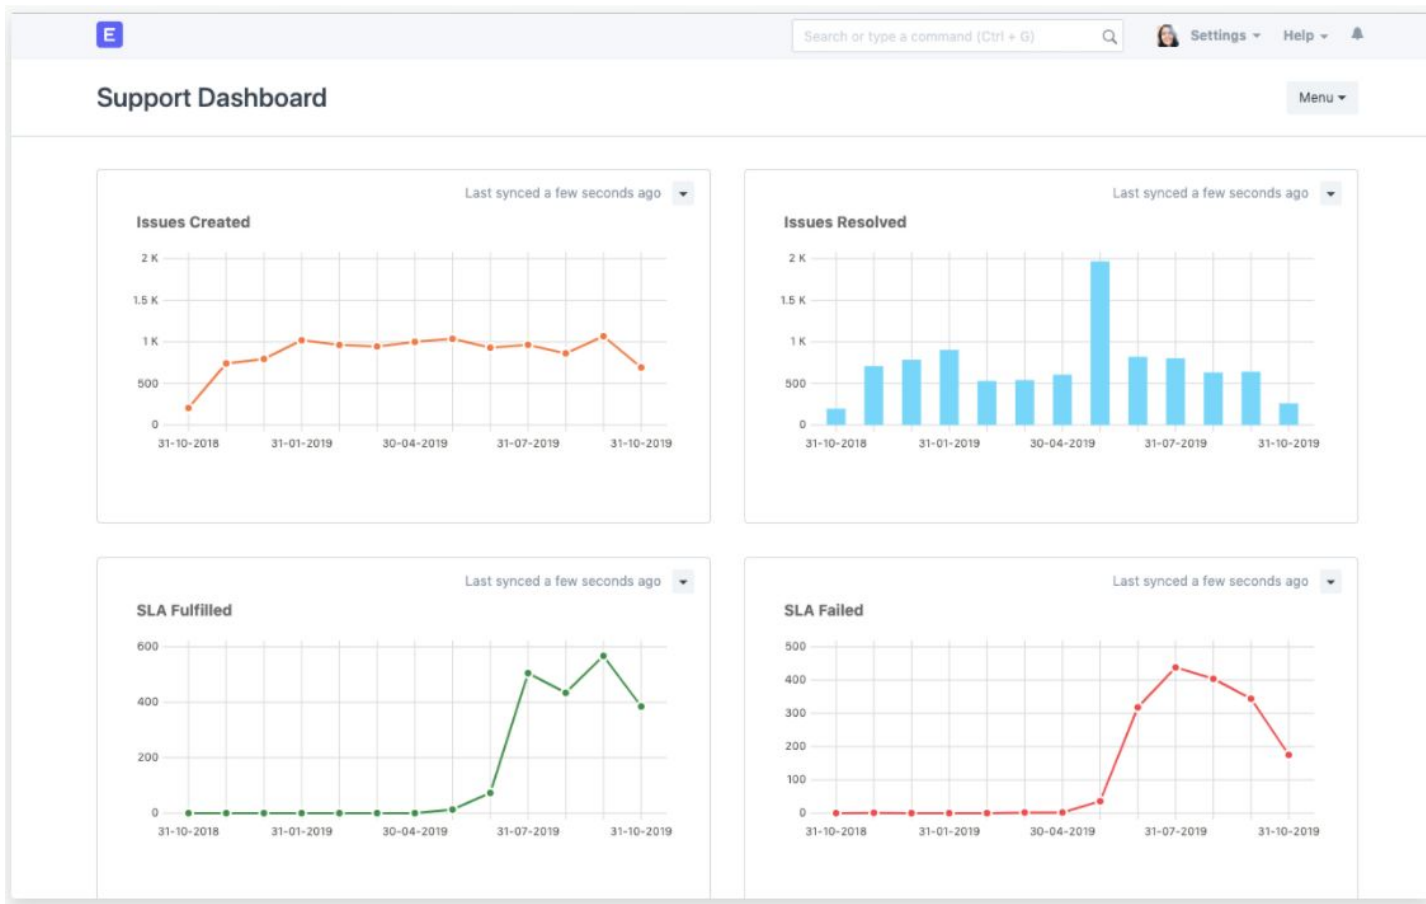 E
Search or type a command (Ctrl + G)
Settings
Help
Support Dashboard
Menu
Last synced a few seconds ago
Issues Created
2 K
1.5 K
1 K
500
0
31-10-2018 31-01-2019 30-04-2019 31-07-2019 31-10-2019
Last synced a few seconds ago
Issues Resolved
2 K
1.5 K
1 K
500
0
31-10-2018 31-01-2019 30-04-2019 31-07-2019 31-10-2019
Last synced a few seconds ago
SLA Fulfilled
600
400
200
0
31-10-2018 31-01-2019 30-04-2019 31-07-2019 31-10-2019
Last synced a few seconds ago
SLA Failed
500
400
300
200
100
0
31-10-2018 31-01-2019 30-04-2019 31-07-2019 31-10-2019